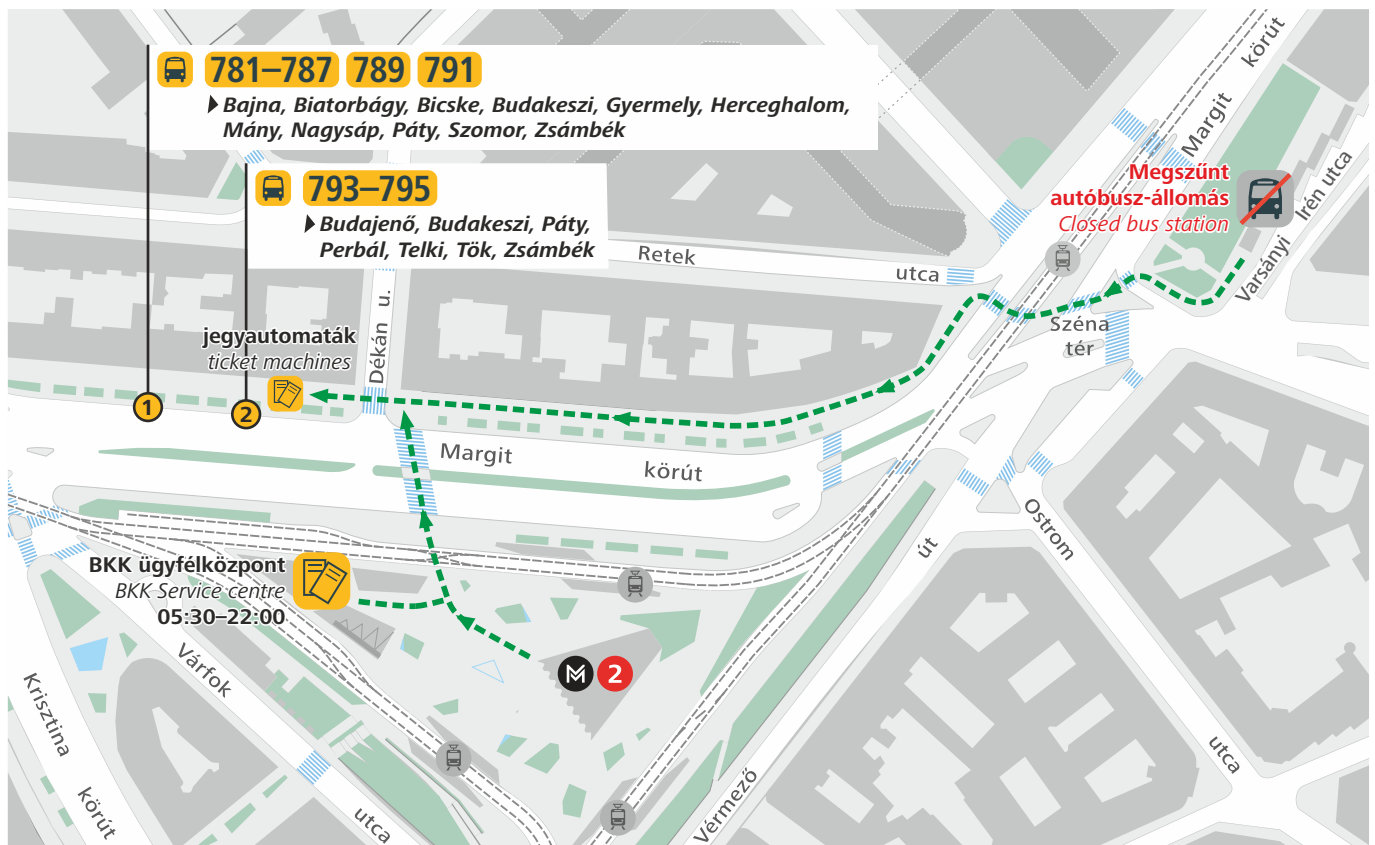 781–787 789 791
Bajna, Biatorbágy, Bicske, Budakeszi, Gyermely, Herceghalom,
Mány, Nagysáp, Páty, Szomor, Zsámbék
793–795
Budajenő, Budakeszi, Páty,
Perbál, Telki, Tök, Zsámbék
Margit
körút
Megszűnt
autóbusz-állomás
Closed bus station
Varsányi
Irén utca
Retek
utca
Széna
tér
Dékán u.
jegyautomaták
ticket machines
1
2
Margit
körút
BKK ügyfélközpont
BKK Service centre
05:30–22:00
M 2
Ostrom
utca
Vérmező
út
Várfok
utca
Krisztina
körút